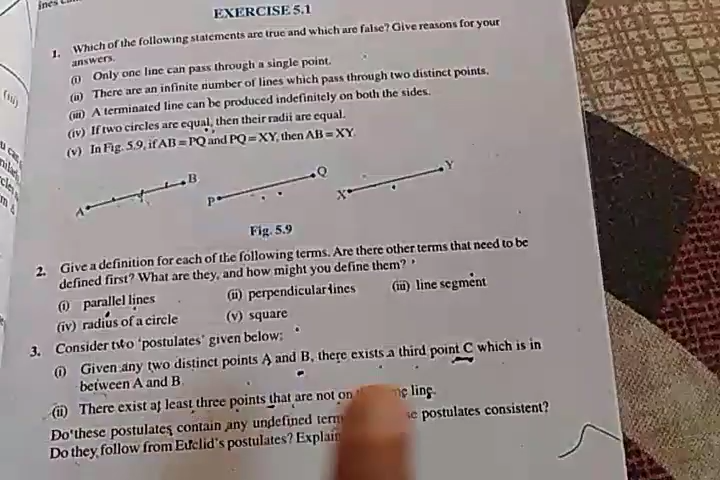 EXERCISE 5.1
1. Which of the following statements are true and which are false? Give reasons for your
answers.
(i) Only one line can pass through a single point.
(ii) There are an infinite number of lines which pass through two distinct points.
(iii) A terminated line can be produced indefinitely on both the sides.
(iv) If two circles are equal, then their radii are equal.
(v) In Fig. 5.9, if AB = PQ and PQ = XY, then AB = XY.
A B P Q X Y
Fig. 5.9
2. Give a definition for each of the following terms. Are there other terms that need to be
defined first? What are they, and how might you define them?
(i) parallel lines (ii) perpendicular lines (iii) line segment
(iv) radius of a circle (v) square
3. Consider two 'postulates' given below:
(i) Given any two distinct points A and B, there exists a third point C which is in
between A and B.
(ii) There exist at least three points that are not on line.
Do these postulates contain any undefined postulates consistent?
Do they follow from Euclid's postulates? Explain